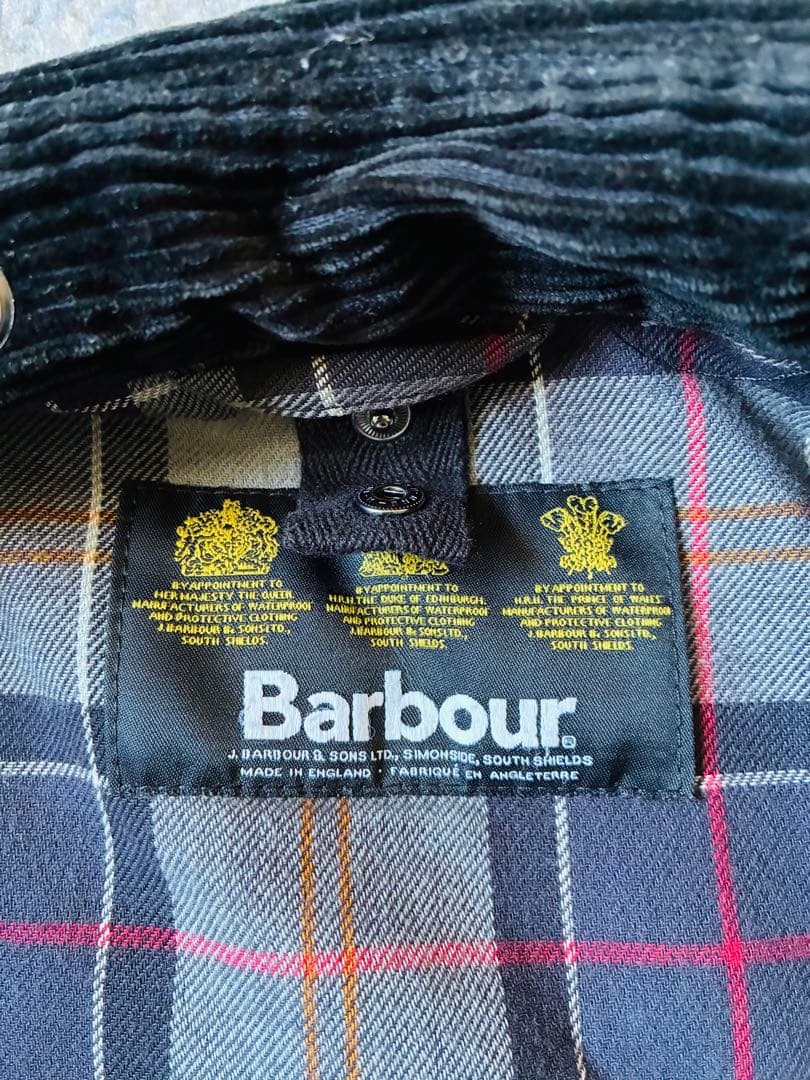 BY APPOINTMENT TO
HER MAJESTY THE QUEEN
MANUFACTURERS OF WATERPROOF
AND PROTECTIVE CLOTHING
J. BARBOUR & SONS LTD.,
SOUTH SHIELDS.
BY APPOINTMENT TO
H.R.H. THE DUKE OF EDINBURGH,
MANUFACTURERS OF WATERPROOF
AND PROTECTIVE CLOTHING
J. BARBOUR & SONS LTD.,
SOUTH SHIELDS.
BY APPOINTMENT TO
H.R.H. THE PRINCE OF WALES
MANUFACTURERS OF WATERPROOF
AND PROTECTIVE CLOTHING
J. BARBOUR & SONS LTD.,
SOUTH SHIELDS.
Barbour
J. BARBOUR & SONS LTD., SIMONSIDE, SOUTH SHIELDS
MADE IN ENGLAND · FABRIQUÉ EN ANGLETERRE